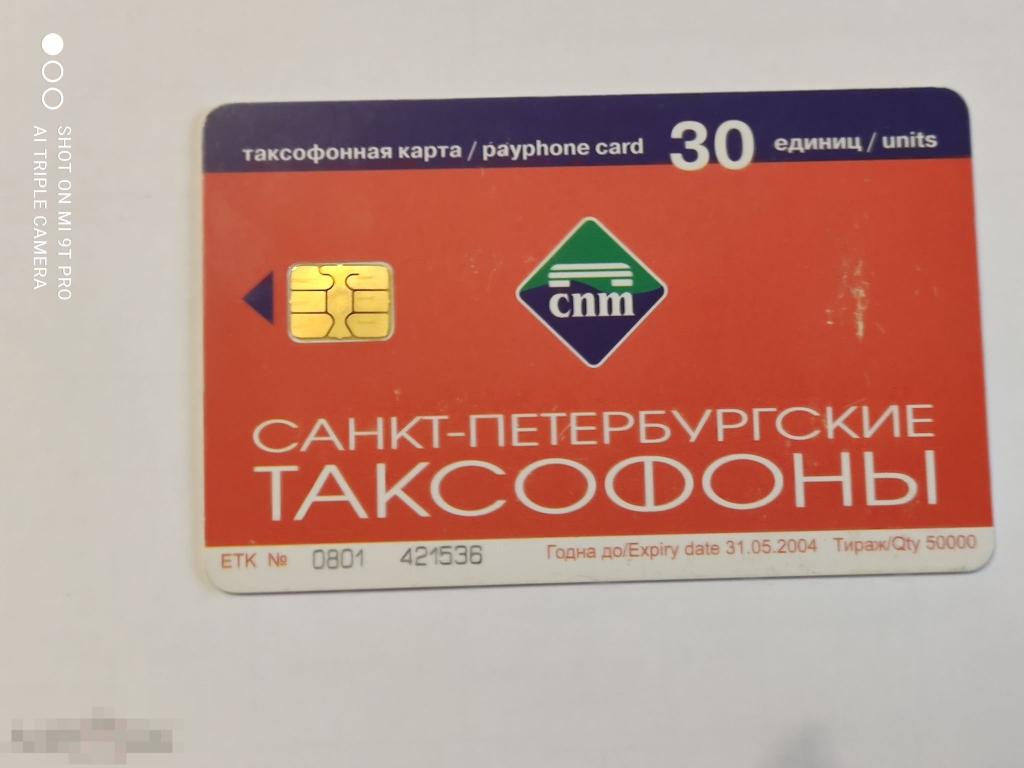 SHOT ON MI 9T PRO
AI TRIPLE CAMERA
таксофонная карта / payphone card 30 единиц / units
спт
САНКТ-ПЕТЕРБУРГСКИЕ
ТАКСОФОНЫ
ЕТК № 0801 421536 Годна до/Expiry date 31.05.2004 Тираж/Qty 50000